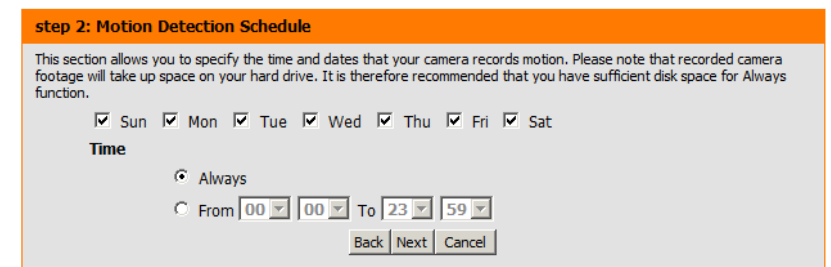 step 2: Motion Detection Schedule
This section allows you to specify the time and dates that your camera records motion. Please note that recorded camera
footage will take up space on your hard drive. It is therefore recommended that you have sufficient disk space for Always
function.
Sun Mon Tue Wed Thu Fri Sat
Time
Always
From 00 00 To 23 59
Back Next Cancel